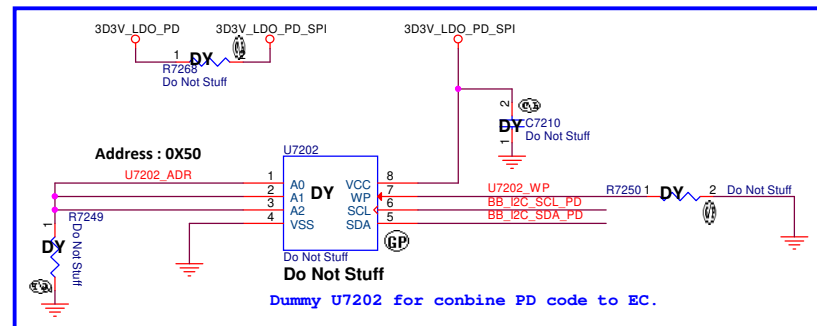 3D3V_LDO_PD 3D3V_LDO_PD_SPI 3D3V_LDO_PD_SPI
1 DY 2
R7268
Do Not Stuff
2
DY C7210
1 Do Not Stuff
Address : 0X50
U7202
U7202_ADR 1 A0 DY VCC 8
2 A1 WP 7 U7202_WP R7250 1 DY 2 Do Not Stuff
3 A2 SCL 6 BB_I2C_SCL_PD
4 VSS SDA 5 BB_I2C_SDA_PD
GP
1 R7249
DY Do Not Stuff
Do Not Stuff
Do Not Stuff
Dummy U7202 for conbine PD code to EC.